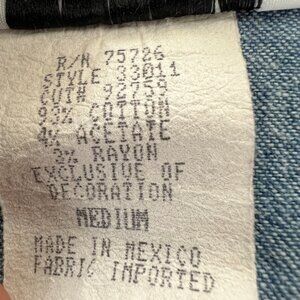 R/N 75726
STYLE 33011
CUT# 92759
93% COTTON
4% ACETATE
3% RAYON
EXCLUSIVE OF
DECORATION
MEDIUM
MADE IN MEXICO
FABRIC IMPORTED